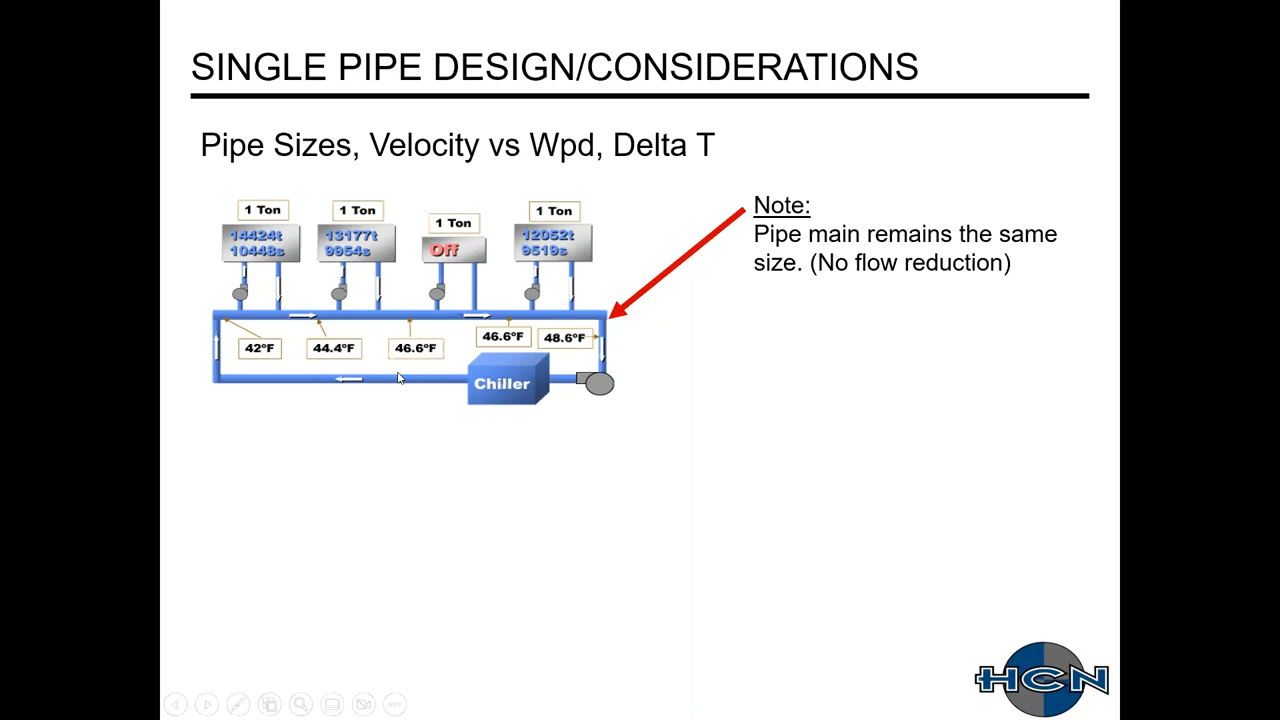 SINGLE PIPE DESIGN/CONSIDERATIONS
Pipe Sizes, Velocity vs Wpd, Delta T
1 Ton
1 Ton
1 Ton
1 Ton
14424t
10448s
13177t
9954s
Off
12052t
9519s
42°F
44.4°F
46.6°F
46.6°F
48.6°F
Chiller
Note:
Pipe main remains the same
size. (No flow reduction)
HCN